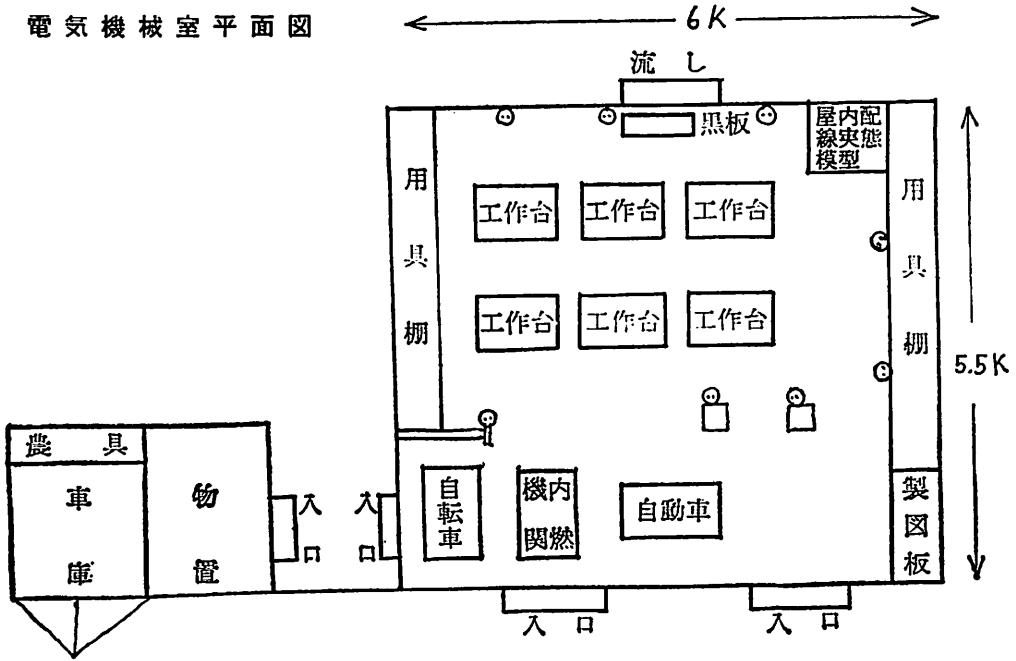 電気機械室平面図
6K
流し
黒板
屋内配
線実態
模型
用具棚
用具棚
工作台 工作台 工作台
工作台 工作台 工作台
5.5K
農具
車庫
物置
入口
入口
自転車
内燃
機関
自動車
製図板
入口
入口